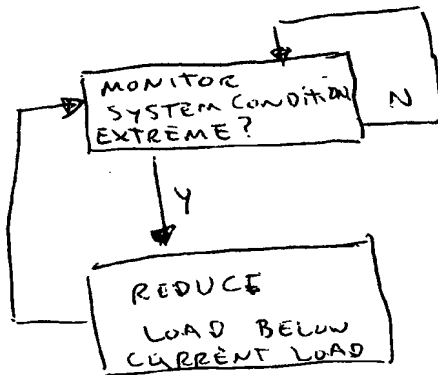 MONITOR
SYSTEM CONDITION
EXTREME?
N
Y
REDUCE
LOAD BELOW
CURRENT LOAD